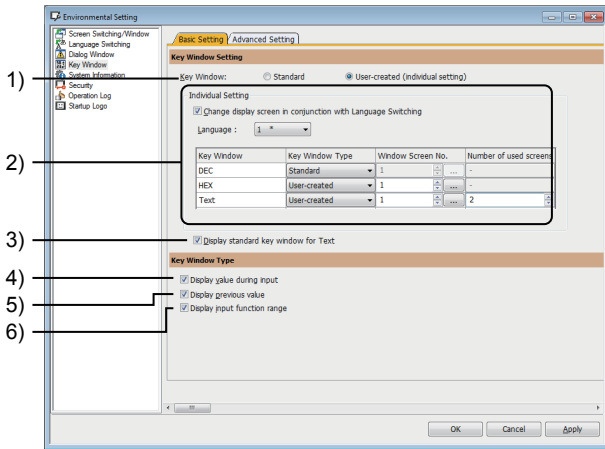 Environmental Setting
Screen Switching/Window
Language Switching
Dialog Window
Key Window
System Information
Security
Operation Log
Startup Logo
Basic Setting Advanced Setting
Key Window Setting
1) Key Window: Standard User-created (individual setting)
Individual Setting
Change display screen in conjunction with Language Switching
Language : 1 *
2)
Key Window Key Window Type Window Screen No. Number of used screens
DEC Standard 1 ... -
HEX User-created 1 ... -
Text User-created 1 ... 2
3) Display standard key window for Text
Key Window Type
4) Display value during input
5) Display previous value
6) Display input function range
OK Cancel Apply